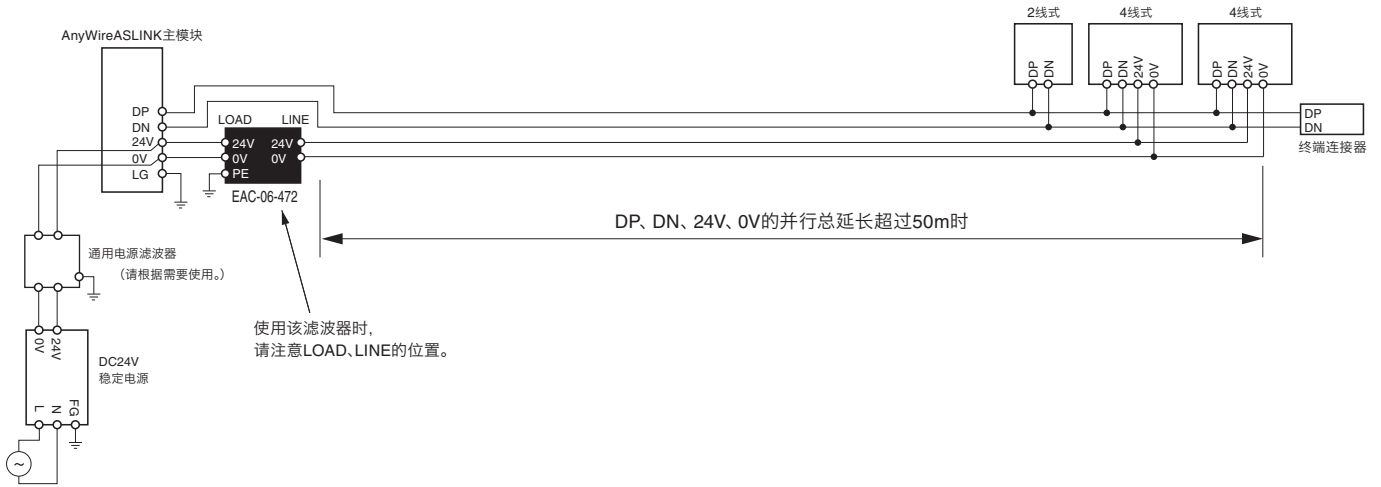 2线式
4线式
4线式
AnyWireASLINK主模块
DP
DN
24V
0V
DP
DN
24V
0V
DP
DN
DP
DN
24V
0V
LG
LOAD
LINE
24V
24V
0V
0V
PE
EAC-06-472
DP
DN
终端连接器
DP、DN、24V、0V的并行总延长超过50m时
通用电源滤波器
（请根据需要使用。）
使用该滤波器时，
请注意LOAD、LINE的位置。
0V
24V
DC24V
稳定电源
L
N
FG
~